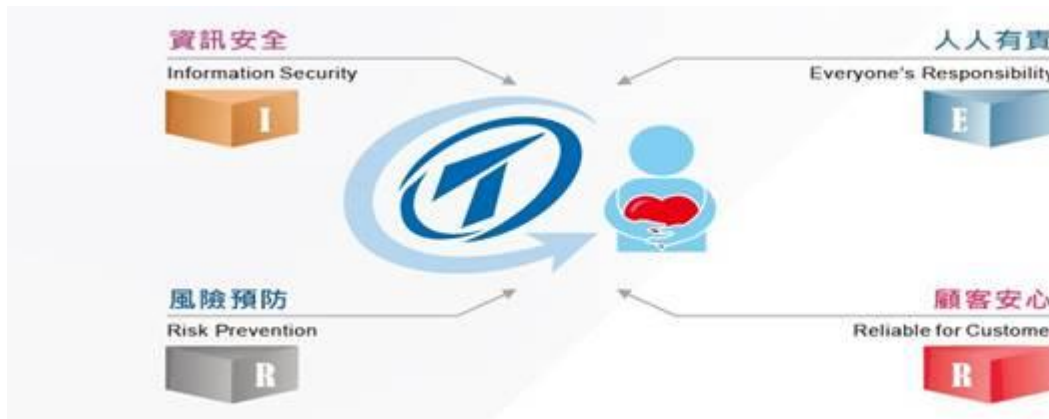 資訊安全
Information Security
I
人人有責
Everyone's Responsibility
E
T
風險預防
Risk Prevention
R
顧客安心
Reliable for Custome
R